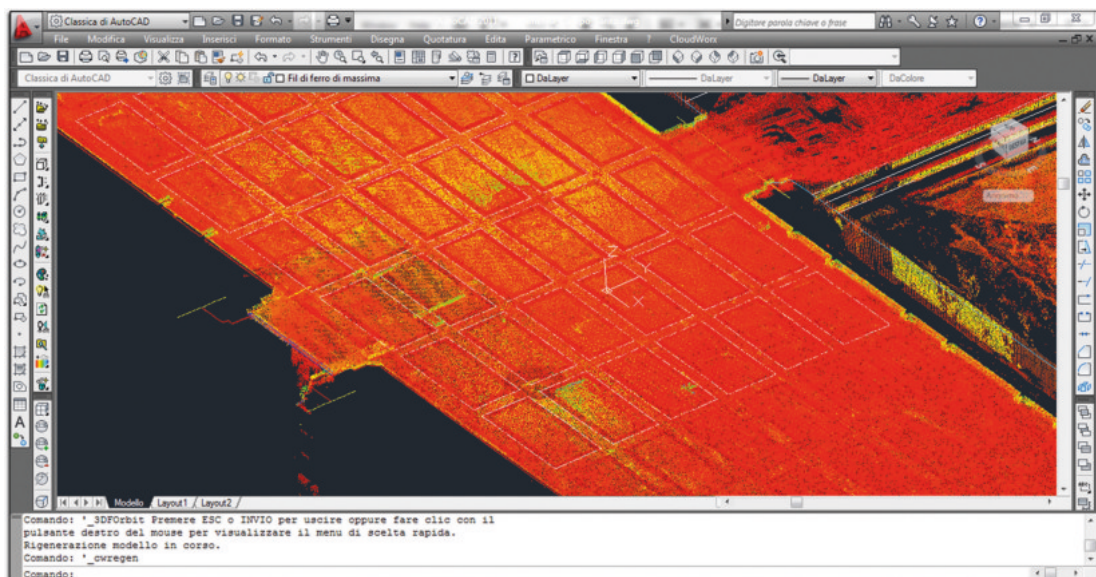 Classica di AutoCAD
Digitare parola chiave o frase
File Modifica Visualizza Inserisci Formato Strumenti Disegna Quotatura Edita Parametrico Finestra ? CloudWorx
Classica di AutoCAD Fil di ferro di massima DaLayer DaLayer DaLayer DaColore
Z
Y
X
Modello Layout1 Layout2
Comando: '_3DFOrbit Premere ESC o INVIO per uscire oppure fare clic con il
pulsante destro del mouse per visualizzare il menu di scelta rapida.
Rigenerazione modello in corso.
Comando: '_cwregen
Comando: